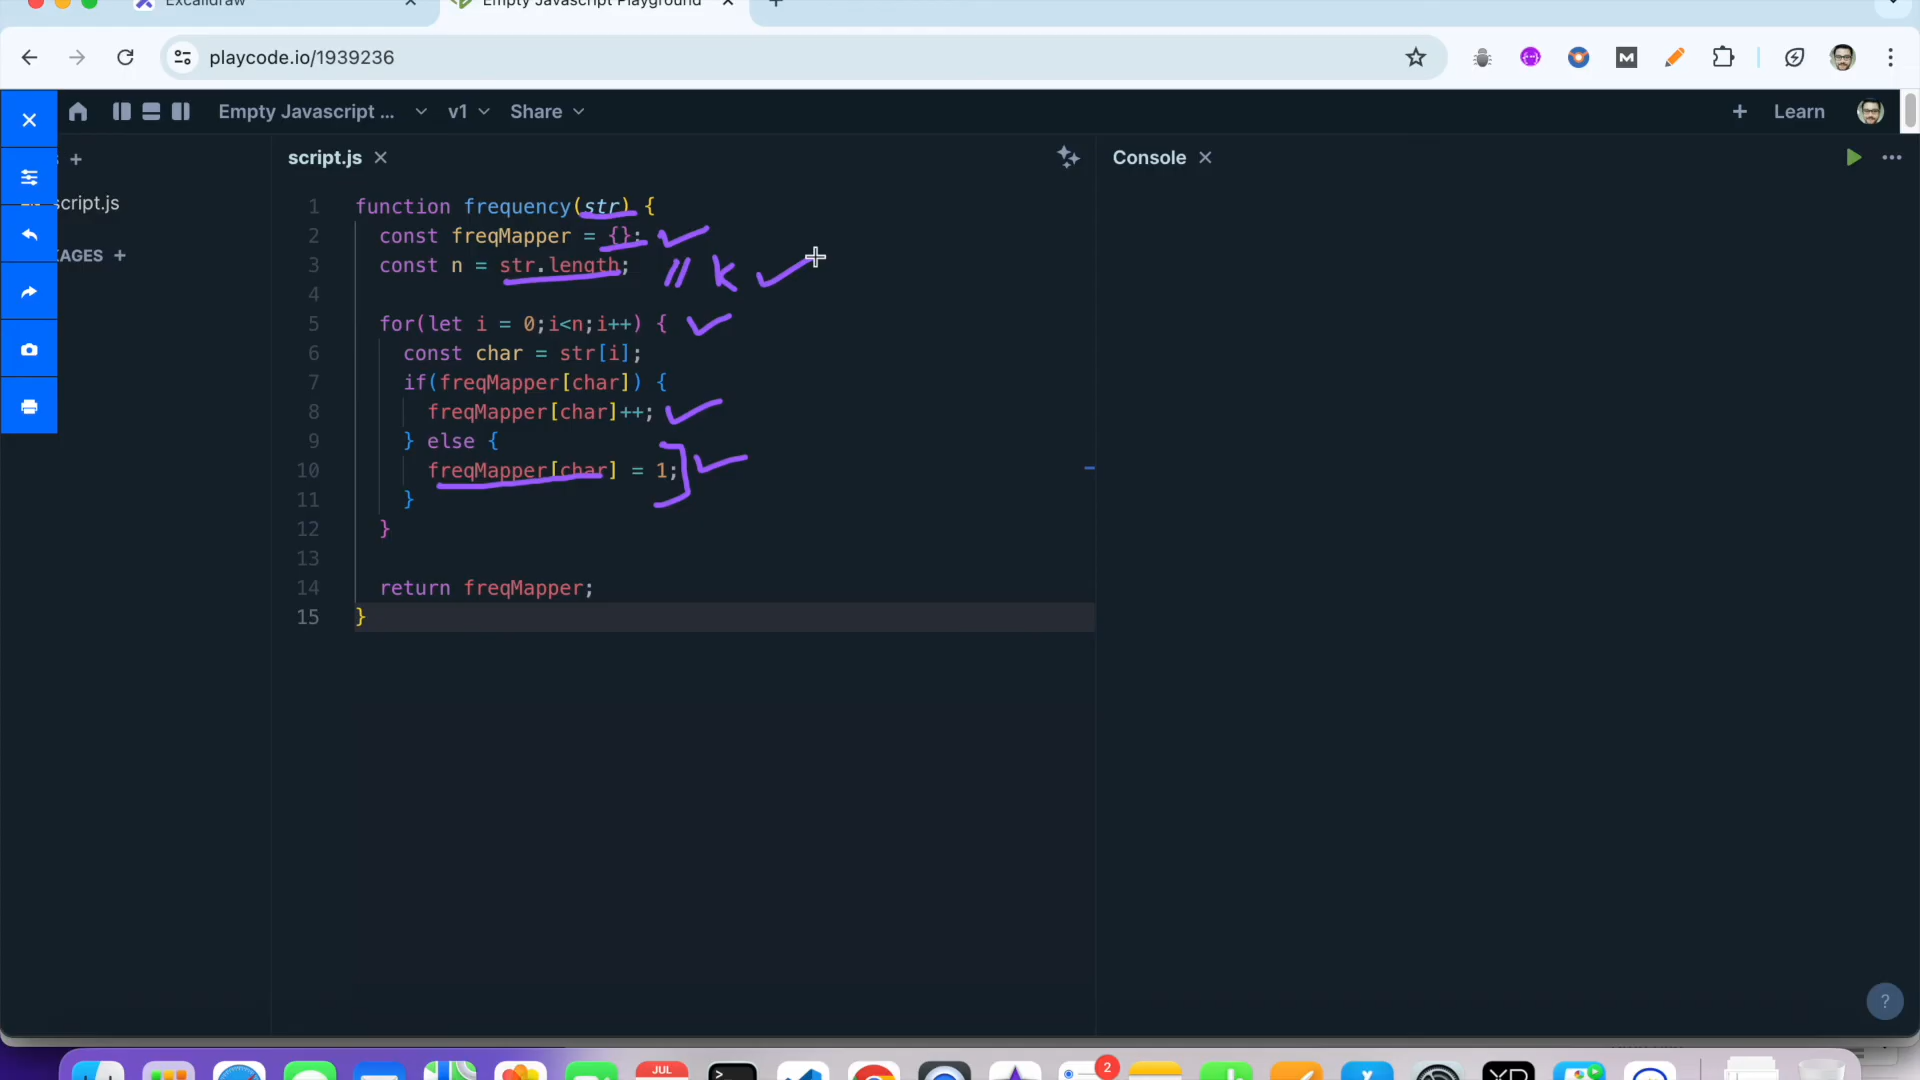 Excalidraw
Empty Javascript Playground
playcode.io/1939236
Empty Javascript ...
v1
Share
+ Learn
script.js
Console
script.js
1 function frequency(str) {
2 const freqMapper = {};
3 const n = str.length; // K
4
5 for(let i = 0;i<n;i++) {
6 const char = str[i];
7 if(freqMapper[char]) {
8 freqMapper[char]++;
9 } else {
10 freqMapper[char] = 1;
11 }
12 }
13
14 return freqMapper;
15 }
KAGES +
M
?
JUL
2